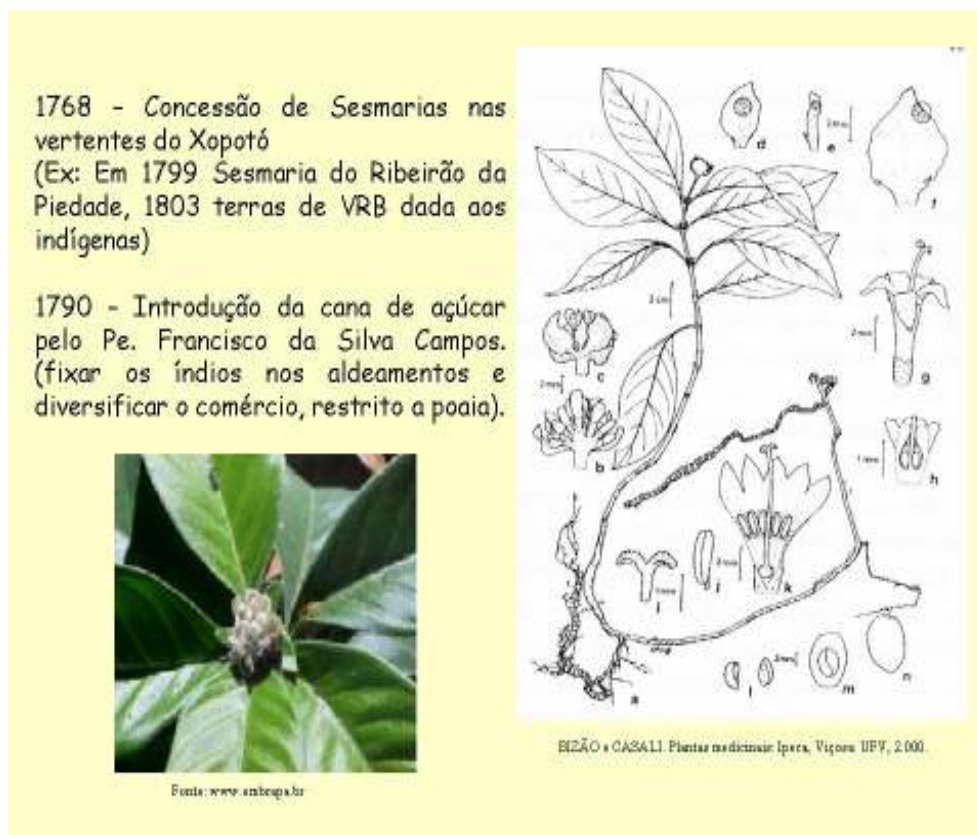 1768 - Concessão de Sesmarias nas
vertentes do Xopotó
(Ex: Em 1799 Sesmaria do Ribeirão da
Piedade, 1803 terras de VRB dada aos
indígenas)
1790 - Introdução da cana de açúcar
pelo Pe. Francisco da Silva Campos.
(fixar os índios nos aldeamentos e
diversificar o comércio, restrito a poaia).
Fonte: www.embrapa.br
d
e
f
g
c
b
h
k
a
l
m
n
BIZÃO e CASALI. Plantas medicinais: Ipeca, Viçosa: UFV, 2000.